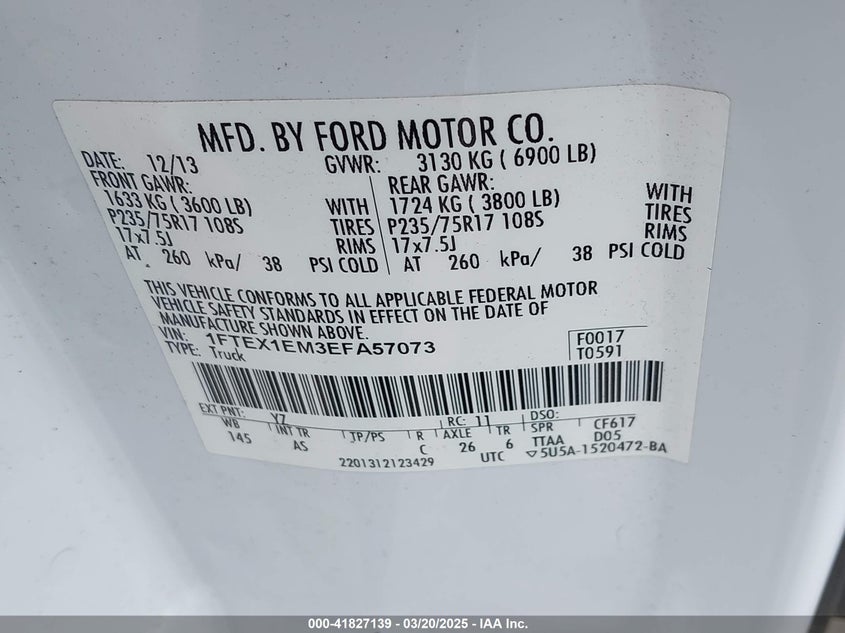 MFD. BY FORD MOTOR CO.
DATE: 12/13 GVWR: 3130 KG ( 6900 LB)
FRONT GAWR: REAR GAWR:
1633 KG ( 3600 LB) WITH 1724 KG ( 3800 LB) WITH
P235/75R17 108S TIRES P235/75R17 108S TIRES
17x7.5J RIMS 17x7.5J RIMS
AT 260 kPa/ 38 PSI COLD AT 260 kPa/ 38 PSI COLD
THIS VEHICLE CONFORMS TO ALL APPLICABLE FEDERAL MOTOR
VEHICLE SAFETY STANDARDS IN EFFECT ON THE DATE OF
MANUFACTURE SHOWN ABOVE.
VIN: 1FTEX1EM3EFA57073 F0017
TYPE: Truck T0591
EXT PNT: YZ RC: 11 DSO:
WB INT TR TP/PS R AXLE TR SPR CF617
145 AS C 26 6 TTAA D05
2201312123429 UTC ▽5U5A-1520472-BA
000-41827139 — 03/20/2025 — IAA Inc.